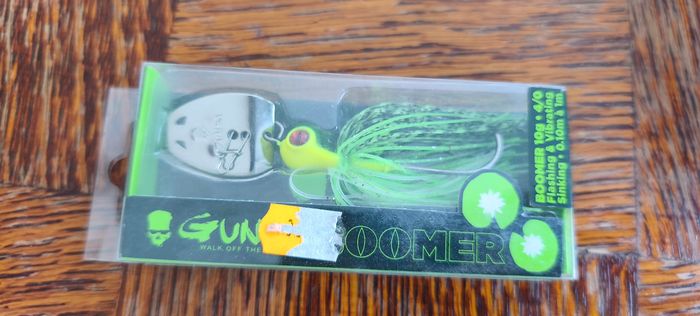 BOOMER 10g • 4/0
Flashing & Vibrating
Sinking • 0.10m à 1m
GUN
WALK OFF THE
OOMER